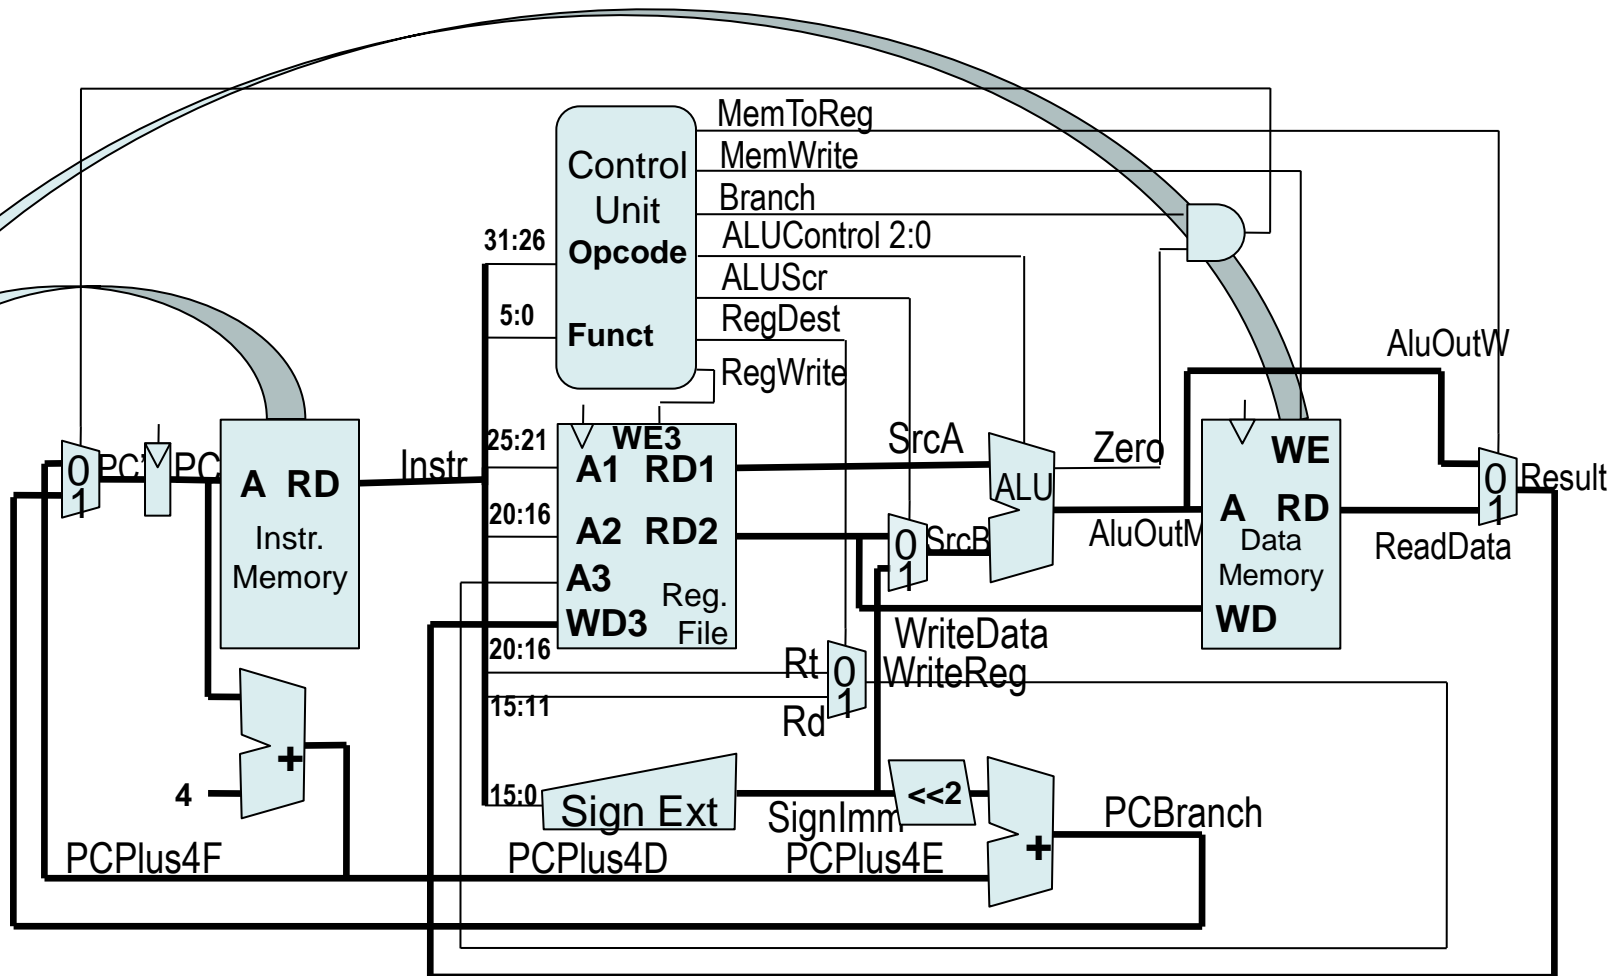 MemToReg
MemWrite
Branch
ALUControl 2:0
ALUScr
RegDest
RegWrite
Control
Unit
Opcode
Funct
31:26
5:0
25:21
20:16
20:16
15:11
15:0
0
1
PC'
PC
A RD
Instr.
Memory
Instr
WE3
A1 RD1
A2 RD2
A3
WD3
Reg.
File
SrcA
0
1
SrcB
ALU
Zero
AluOutM
AluOutW
WE
A RD
Data
Memory
WD
0
1
Result
ReadData
WriteData
Rt
Rd
0
1
WriteReg
4
+
Sign Ext
SignImm
<<2
+
PCBranch
PCPlus4F
PCPlus4D
PCPlus4E